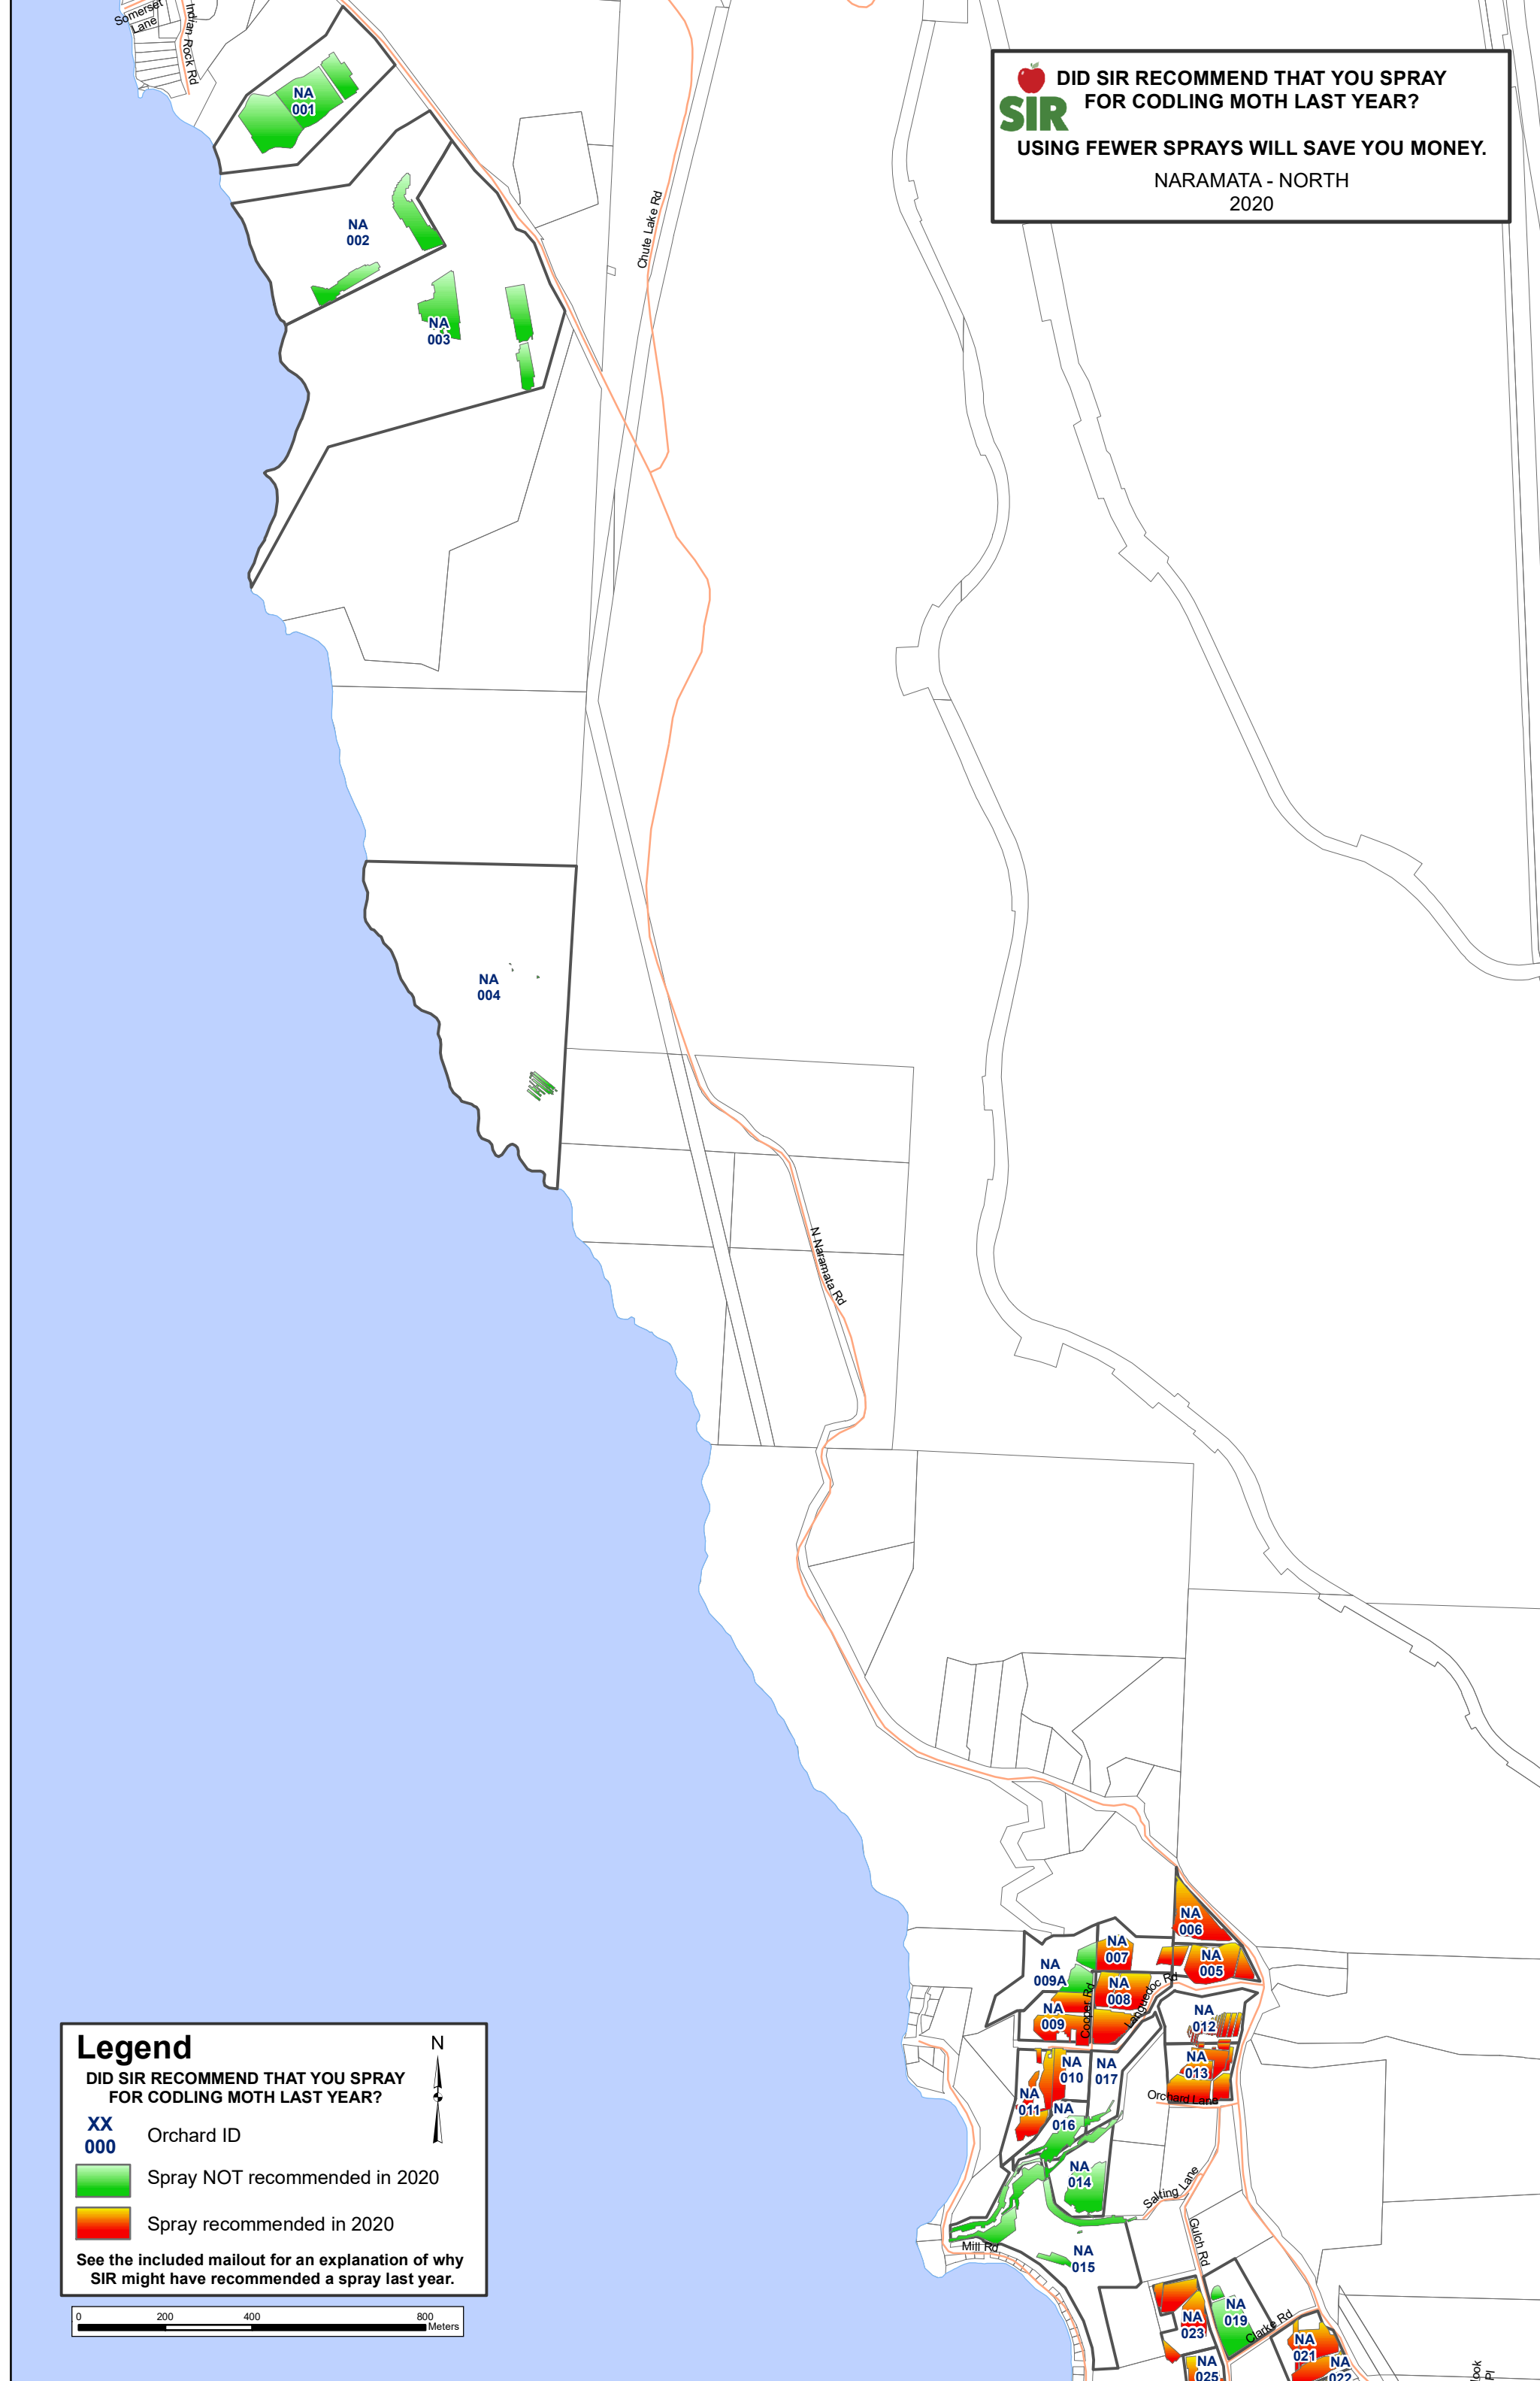 Somerset
Lane
Indian Rock Rd
NA
001
SIR
DID SIR RECOMMEND THAT YOU SPRAY
FOR CODLING MOTH LAST YEAR?
USING FEWER SPRAYS WILL SAVE YOU MONEY.
NARAMATA - NORTH
2020
Chute Lake Rd
NA
002
NA
003
NA
004
N Naramata Rd
NA
006
NA
007
NA
005
NA
009A
NA
008
Languedoc Rd
Cooper Rd
NA
009
NA
012
NA
010
NA
017
NA
013
NA
011
Orchard Lane
NA
016
NA
014
Salting Lane
Gulch Rd
Mill Rd
NA
015
NA
019
NA
023
Clarke Rd
NA
021
NA
022
NA
025
Pl
Legend
N
DID SIR RECOMMEND THAT YOU SPRAY
FOR CODLING MOTH LAST YEAR?
XX
000
Orchard ID
Spray NOT recommended in 2020
Spray recommended in 2020
See the included mailout for an explanation of why
SIR might have recommended a spray last year.
0 200 400 800
Meters